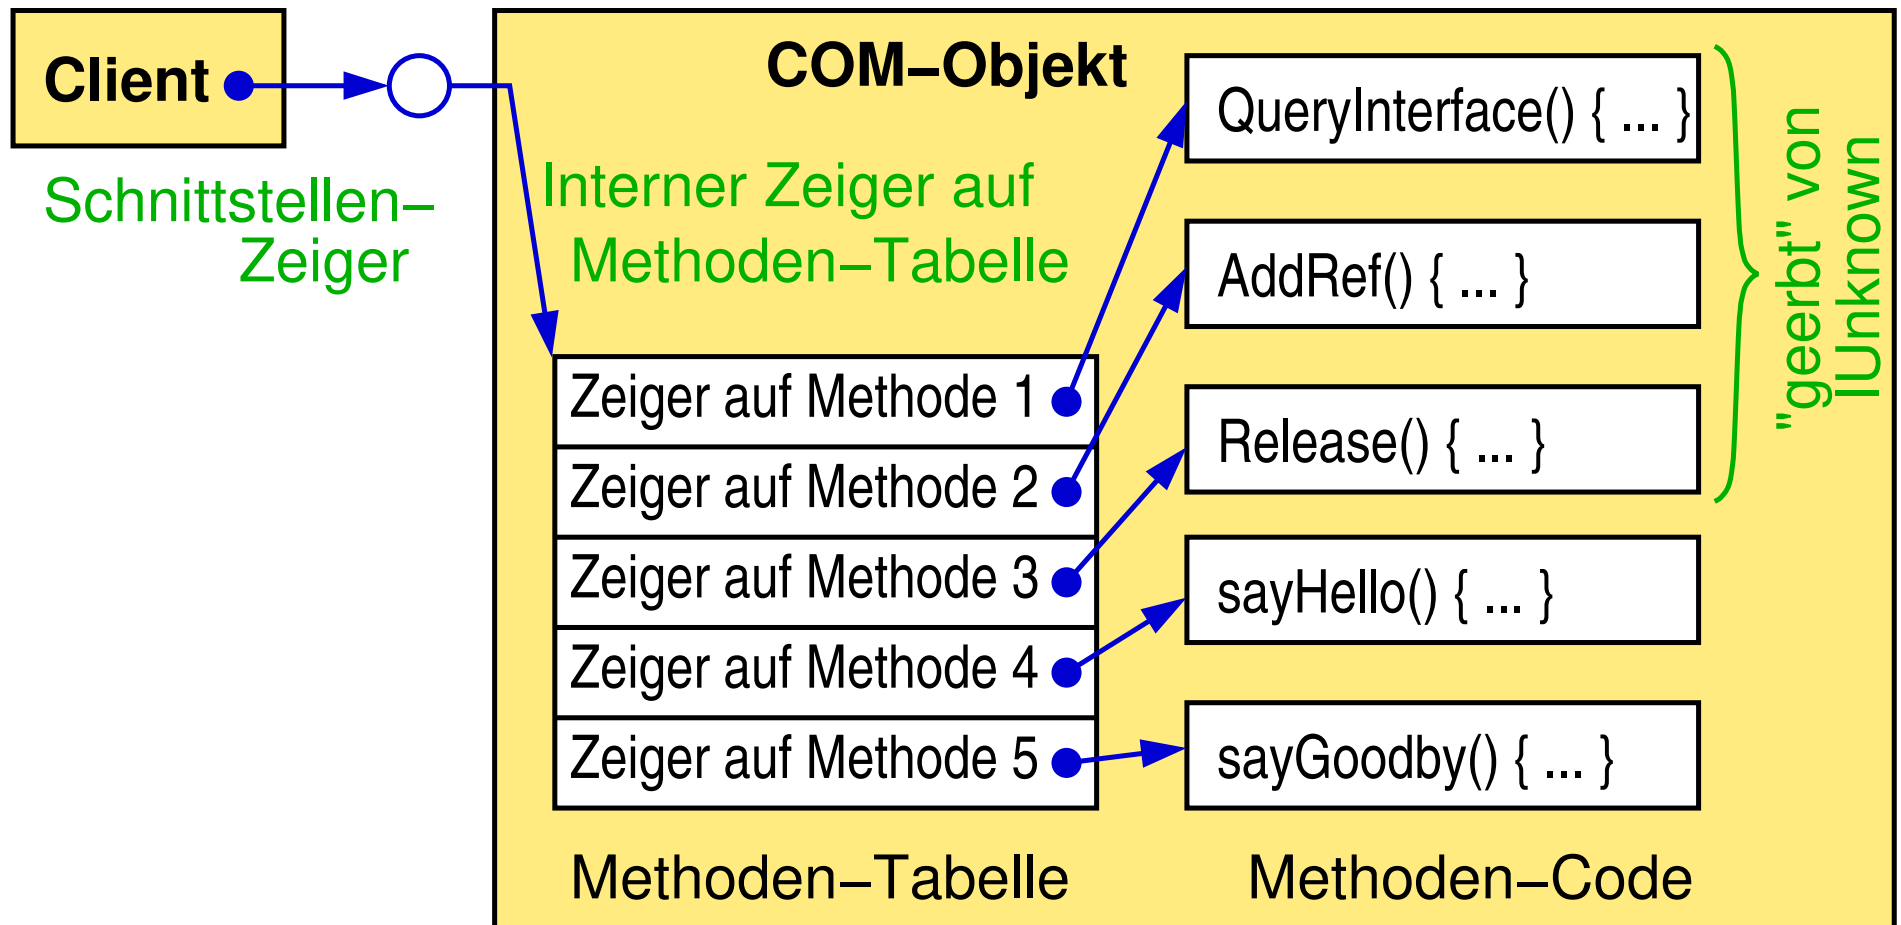 Client
Schnittstellen–
Zeiger
COM–Objekt
Interner Zeiger auf
Methoden–Tabelle
Zeiger auf Methode 1
Zeiger auf Methode 2
Zeiger auf Methode 3
Zeiger auf Methode 4
Zeiger auf Methode 5
Methoden–Tabelle
QueryInterface() { ... }
AddRef() { ... }
Release() { ... }
sayHello() { ... }
sayGoodby() { ... }
Methoden–Code
"geerbt" von
IUnknown